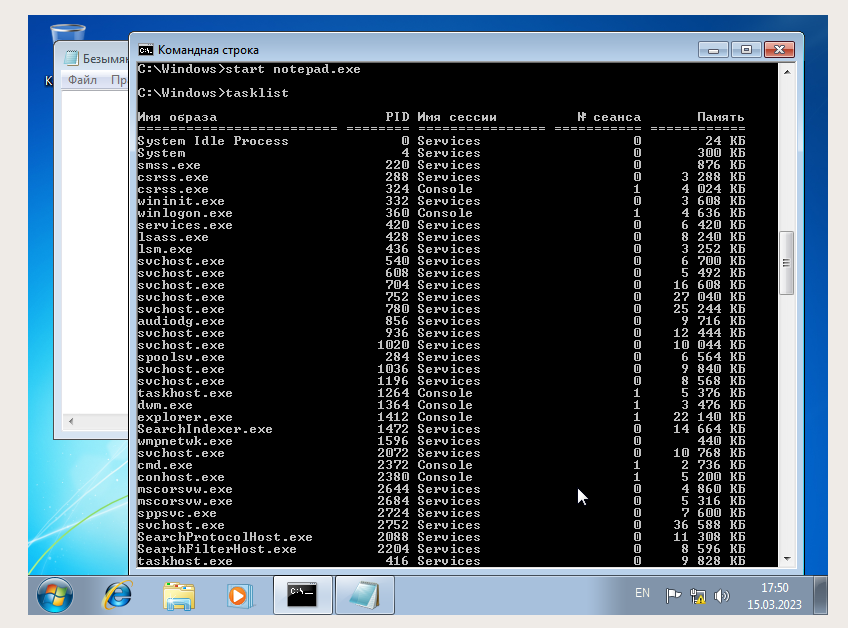 Командная строка
Безымян
Файл Пр
К
C:\Windows>start notepad.exe
C:\Windows>tasklist
Имя образа PID Имя сессии № сеанса Память
========================= ======== ================ =========== ============
System Idle Process 0 Services 0 24 КБ
System 4 Services 0 300 КБ
smss.exe 220 Services 0 876 КБ
csrss.exe 288 Services 0 3 288 КБ
csrss.exe 324 Console 1 4 024 КБ
wininit.exe 332 Services 0 3 608 КБ
winlogon.exe 360 Console 1 4 636 КБ
services.exe 420 Services 0 6 420 КБ
lsass.exe 428 Services 0 8 240 КБ
lsm.exe 436 Services 0 3 252 КБ
svchost.exe 540 Services 0 6 700 КБ
svchost.exe 608 Services 0 5 492 КБ
svchost.exe 704 Services 0 16 608 КБ
svchost.exe 752 Services 0 27 040 КБ
svchost.exe 780 Services 0 25 244 КБ
audiodg.exe 856 Services 0 9 716 КБ
svchost.exe 936 Services 0 12 444 КБ
svchost.exe 1020 Services 0 10 044 КБ
spoolsv.exe 284 Services 0 6 564 КБ
svchost.exe 1036 Services 0 9 840 КБ
svchost.exe 1196 Services 0 8 568 КБ
taskhost.exe 1264 Console 1 5 376 КБ
dwm.exe 1364 Console 1 3 476 КБ
explorer.exe 1412 Console 1 22 140 КБ
SearchIndexer.exe 1472 Services 0 14 664 КБ
wmpnetwk.exe 1596 Services 0 440 КБ
svchost.exe 2072 Services 0 10 768 КБ
cmd.exe 2372 Console 1 2 736 КБ
conhost.exe 2380 Console 1 5 200 КБ
mscorsvw.exe 2644 Services 0 4 860 КБ
mscorsvw.exe 2684 Services 0 5 316 КБ
sppsvc.exe 2724 Services 0 7 600 КБ
svchost.exe 2752 Services 0 36 588 КБ
SearchProtocolHost.exe 2088 Services 0 11 308 КБ
SearchFilterHost.exe 2204 Services 0 8 596 КБ
taskhost.exe 416 Services 0 9 828 КБ
EN
17:50
15.03.2023